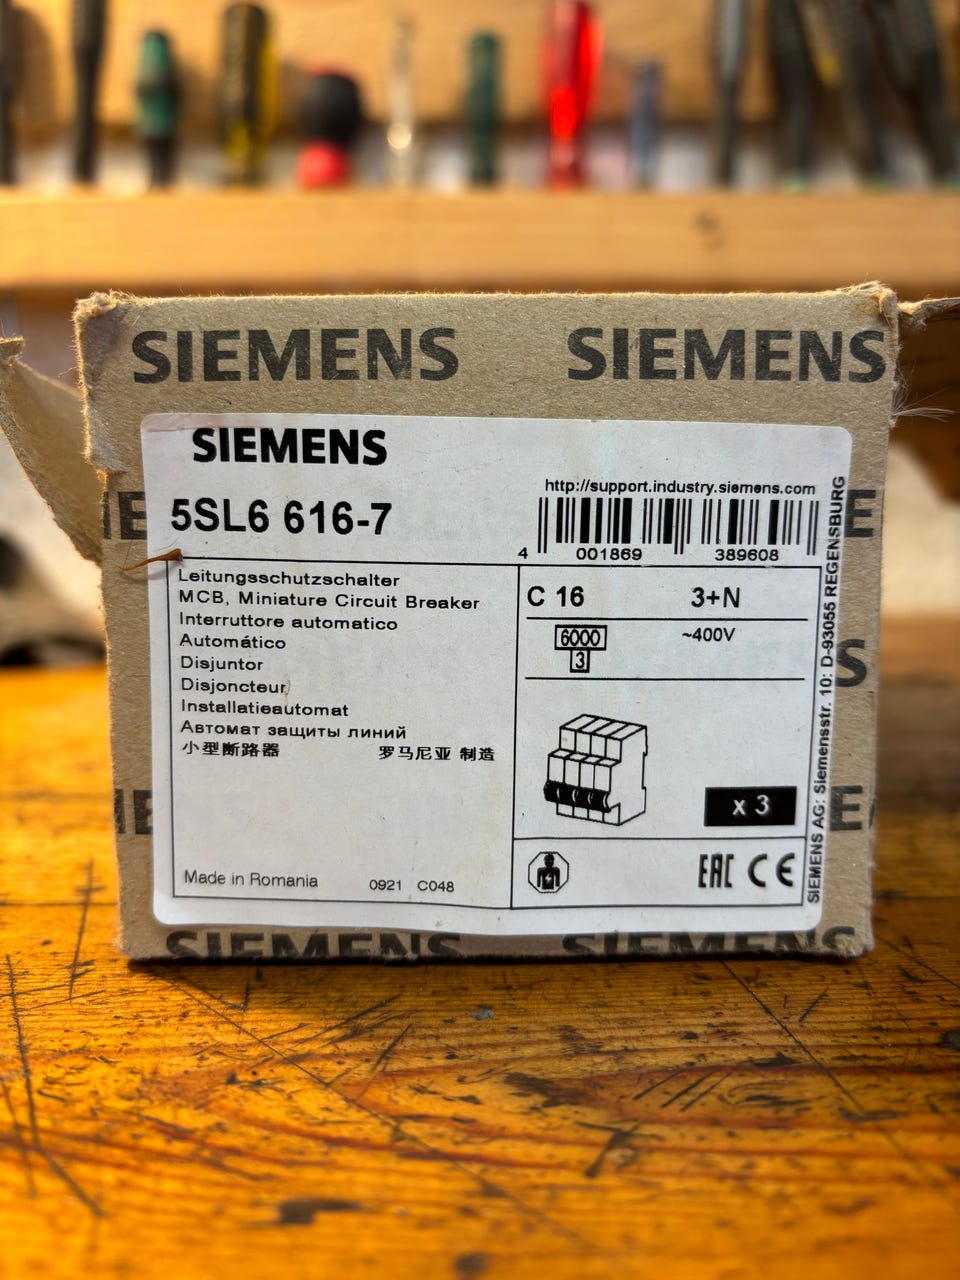 SIEMENS SIEMENS
SIEMENS
5SL6 616-7
http://support.industry.siemens.com
4 001869 389608
Leitungsschutzschalter
MCB, Miniature Circuit Breaker
Interruttore automatico
Automático
Disjuntor
Disjoncteur
Installatieautomat
Автомат защиты линий
小型断路器 罗马尼亚 制造
C 16 3+N
6000 ~400V
3
x 3
Made in Romania 0921 C048
EAC CE
SIEMENS AG: Siemensstr. 10: D-93055 REGENSBURG
IE E
S
IE E
SIEMENS SIEMENS